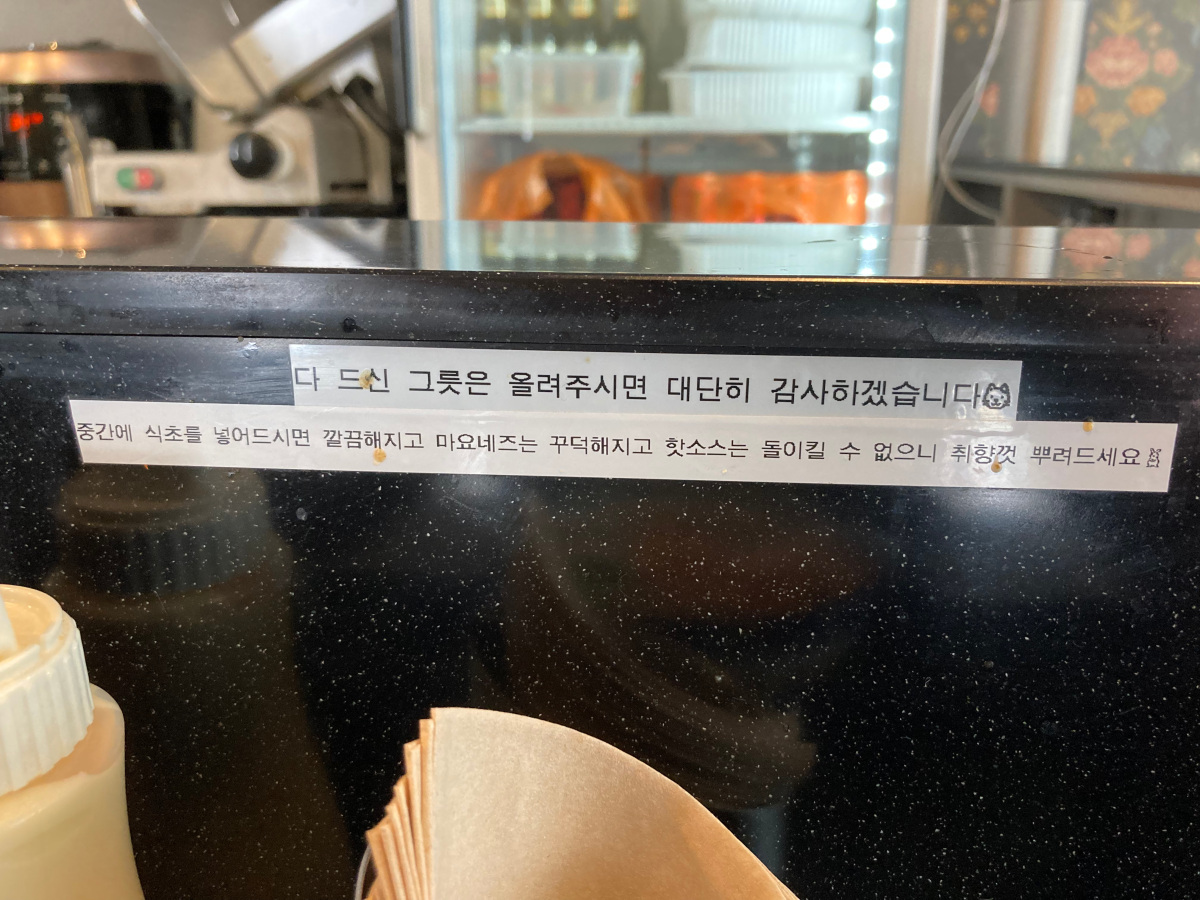 다 드신 그릇은 올려주시면 대단히 감사하겠습니다🐱
중간에 식초를 넣어드시면 깔끔해지고 마요네즈는 꾸덕해지고 핫소스는 돌이킬 수 없으니 취향껏 뿌려드세요